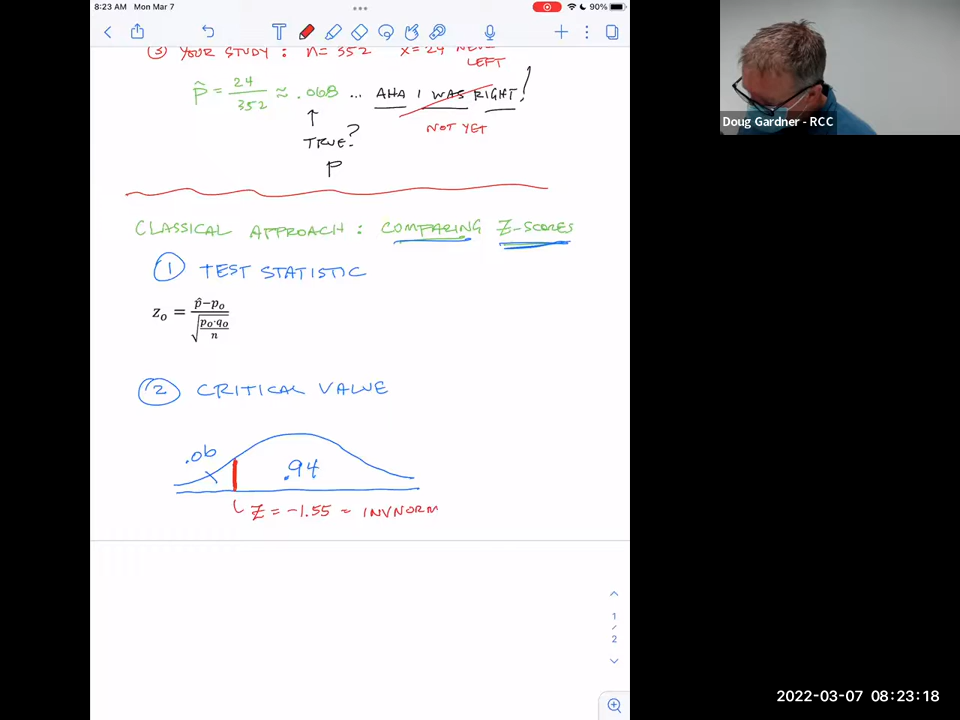 8:23 AM Mon Mar 7
90%
③ YOUR STUDY : n= 352 x= 24 NEVER
LEFT
p̂ = 24/352 ≈ .068 ... AHA I WAS RIGHT!
NOT YET
TRUE?
p
Doug Gardner - RCC
CLASSICAL APPROACH : COMPARING Z-SCORES
① TEST STATISTIC
z₀ = (p̂−p₀)/√(p₀·q₀/n)
② CRITICAL VALUE
.06
.94
Z = -1.55 = INVNORM
1
/
2
2022-03-07 08:23:18